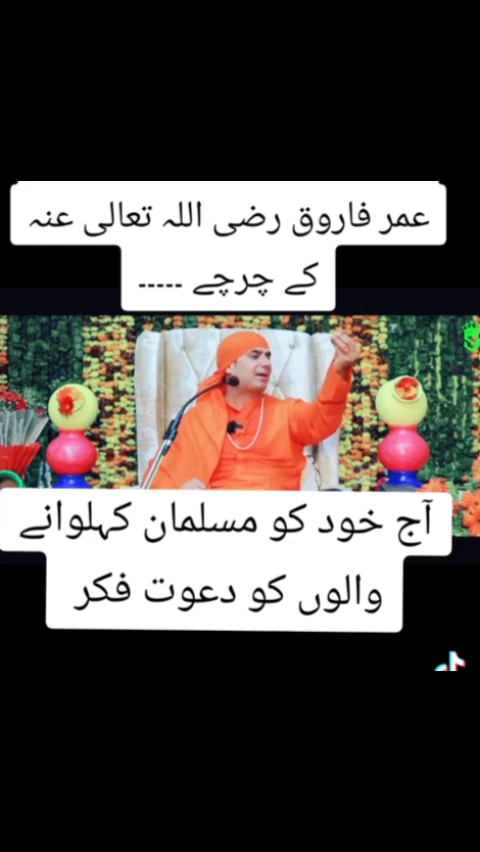 عمر فاروق رضی اللہ تعالی عنہ
کے چرچے -----
آج خود کو مسلمان کہلوانے
والوں کو دعوت فکر